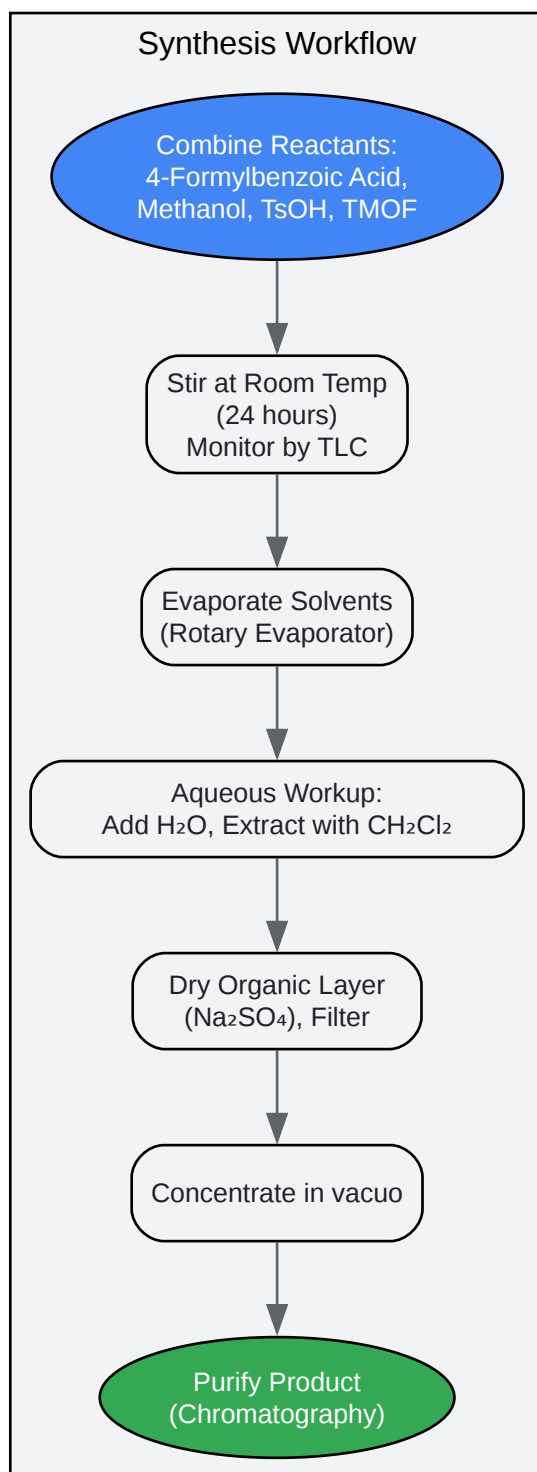 Synthesis Workflow
Combine Reactants:
4-Formylbenzoic Acid,
Methanol, TsOH, TMOF
Stir at Room Temp
(24 hours)
Monitor by TLC
Evaporate Solvents
(Rotary Evaporator)
Aqueous Workup:
Add H₂O, Extract with CH₂Cl₂
Dry Organic Layer
(Na₂SO₄), Filter
Concentrate in vacuo
Purify Product
(Chromatography)